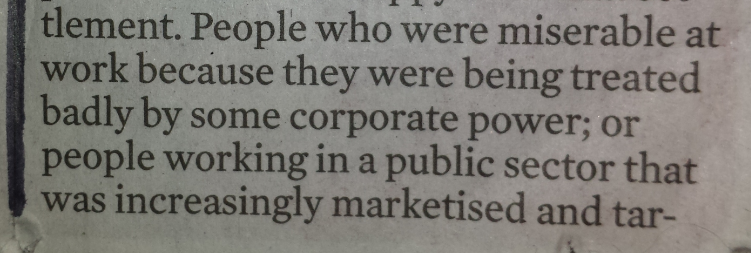 tlement. People who were miserable at
work because they were being treated
badly by some corporate power; or
people working in a public sector that
was increasingly marketised and tar-